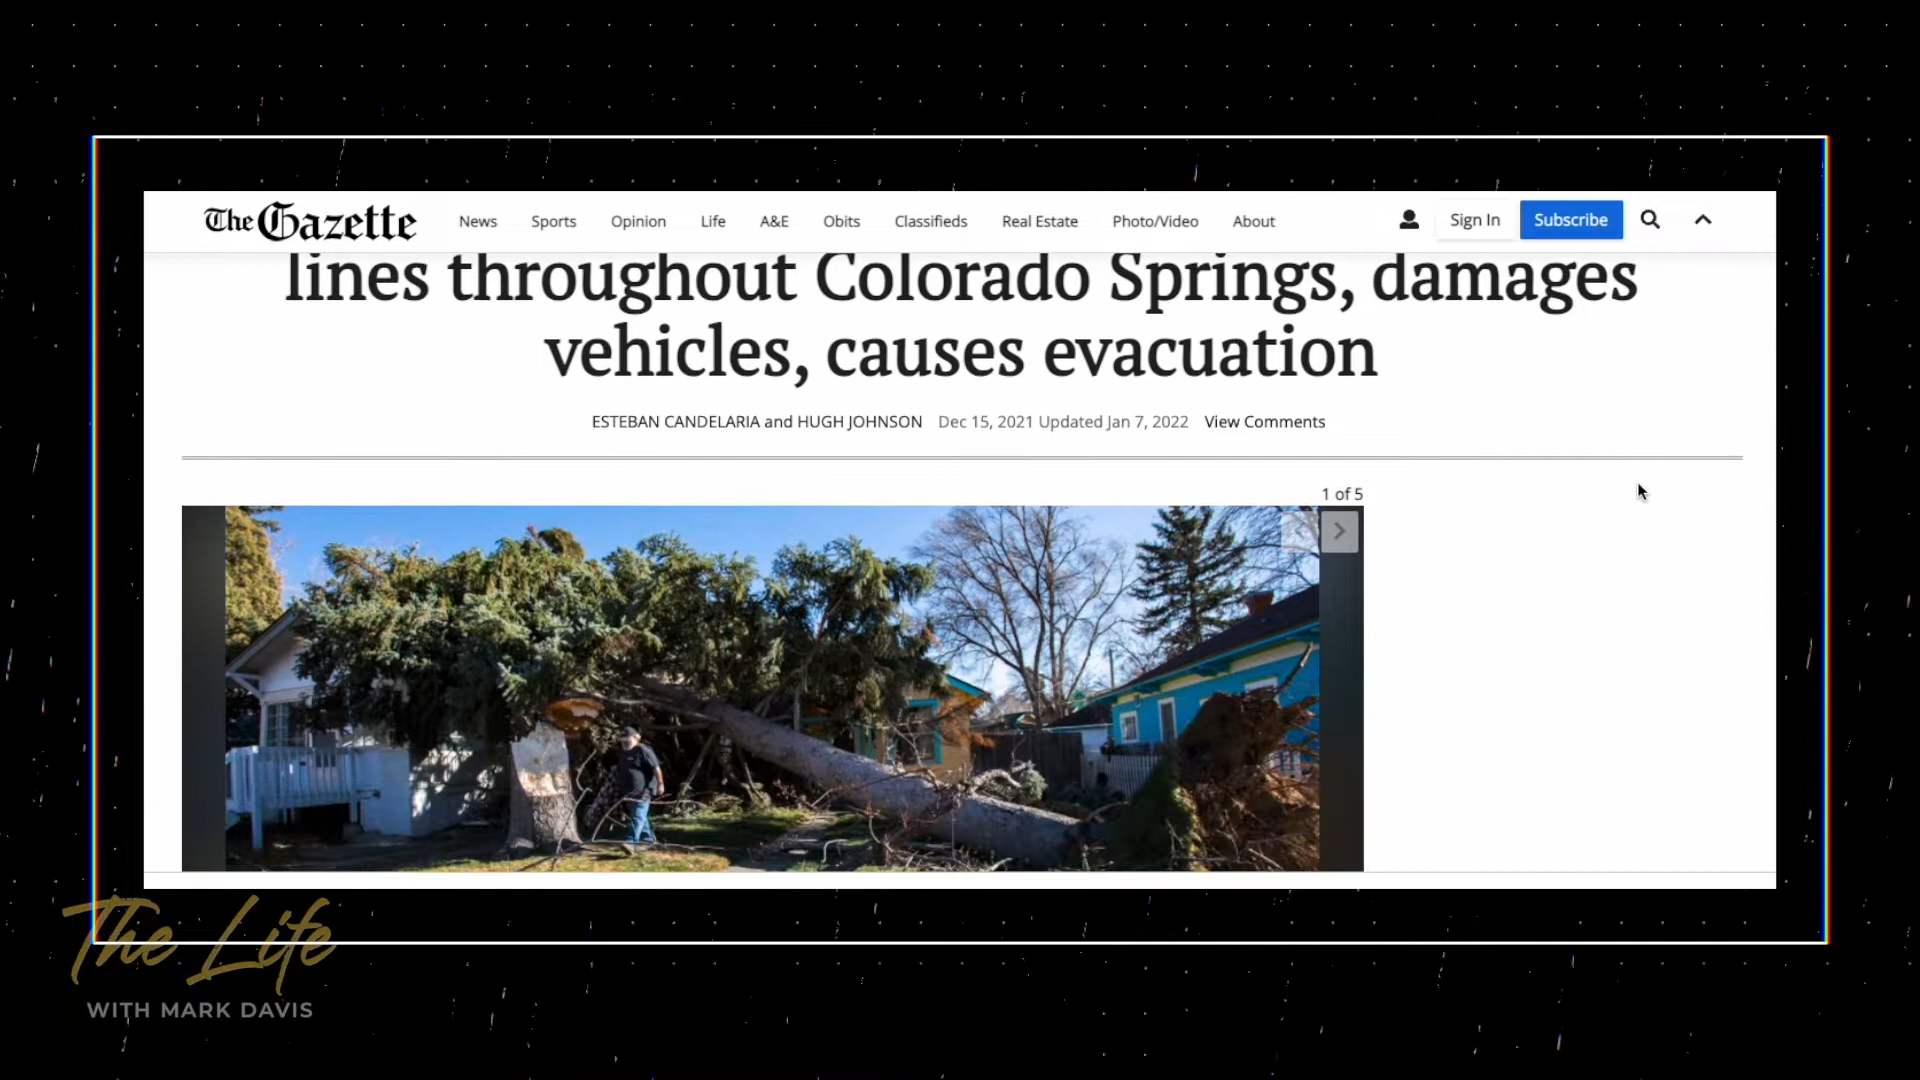 The Gazette
News Sports Opinion Life A&E Obits Classifieds Real Estate Photo/Video About Sign In Subscribe
lines throughout Colorado Springs, damages
vehicles, causes evacuation
ESTEBAN CANDELARIA and HUGH JOHNSON Dec 15, 2021 Updated Jan 7, 2022 View Comments
1 of 5
The Life
WITH MARK DAVIS